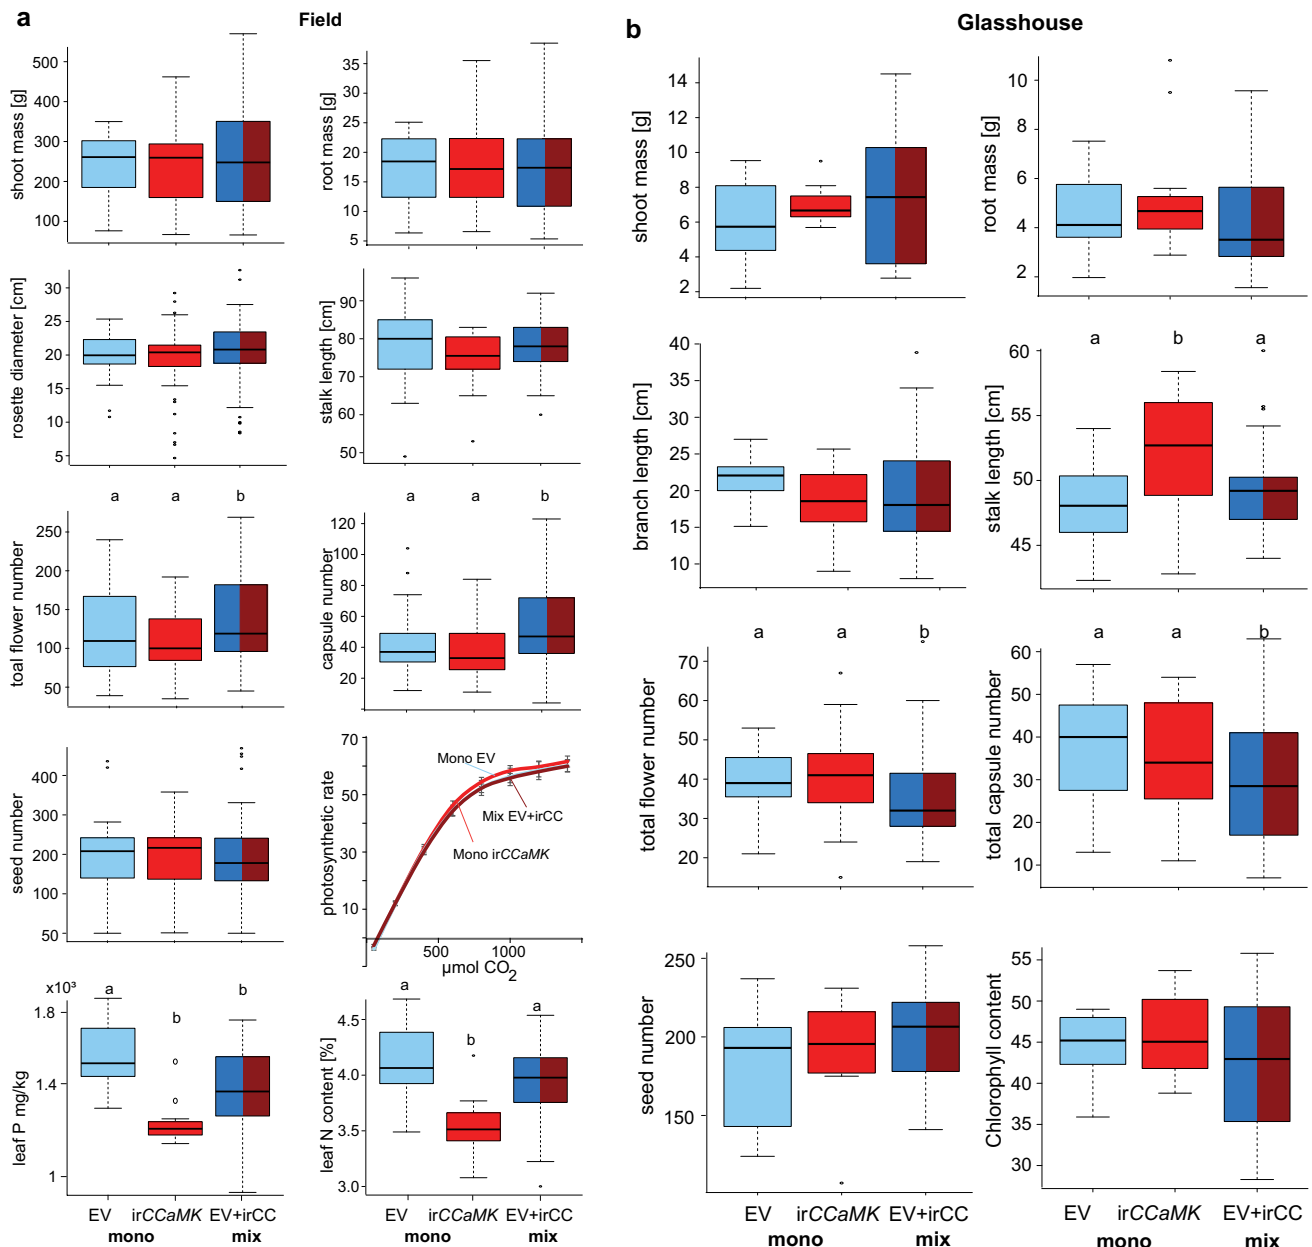 a
Field
shoot mass [g]
500
400
300
200
100
root mass [g]
35
30
25
20
15
10
5
rosette diameter [cm]
30
25
20
15
10
5
stalk length [cm]
90
80
70
60
50
a a b
toal flower number
250
200
150
100
50
a a b
capsule number
120
100
80
60
40
20
seed number
400
300
200
100
50
photosynthetic rate
70
50
30
10
Mono EV
Mix EV+irCC
Mono irCCaMK
500 1000
µmol CO2
x10³
leaf P mg/kg
1.8
1.4
1
a b b
leaf N content [%]
4.5
4.0
3.5
3.0
a b a
EV irCCaMK EV+irCC
mono mix
EV irCCaMK EV+irCC
mono mix
b
Glasshouse
shoot mass [g]
14
12
10
8
6
4
2
root mass [g]
10
8
6
4
2
branch length [cm]
40
35
30
25
20
15
10
a b a
stalk length [cm]
60
55
50
45
a a b
total flower number
70
60
50
40
30
20
a a b
total capsule number
60
50
40
30
20
10
seed number
250
200
150
Chlorophyll content
55
50
45
40
35
30
EV irCCaMK EV+irCC
mono mix
EV irCCaMK EV+irCC
mono mix